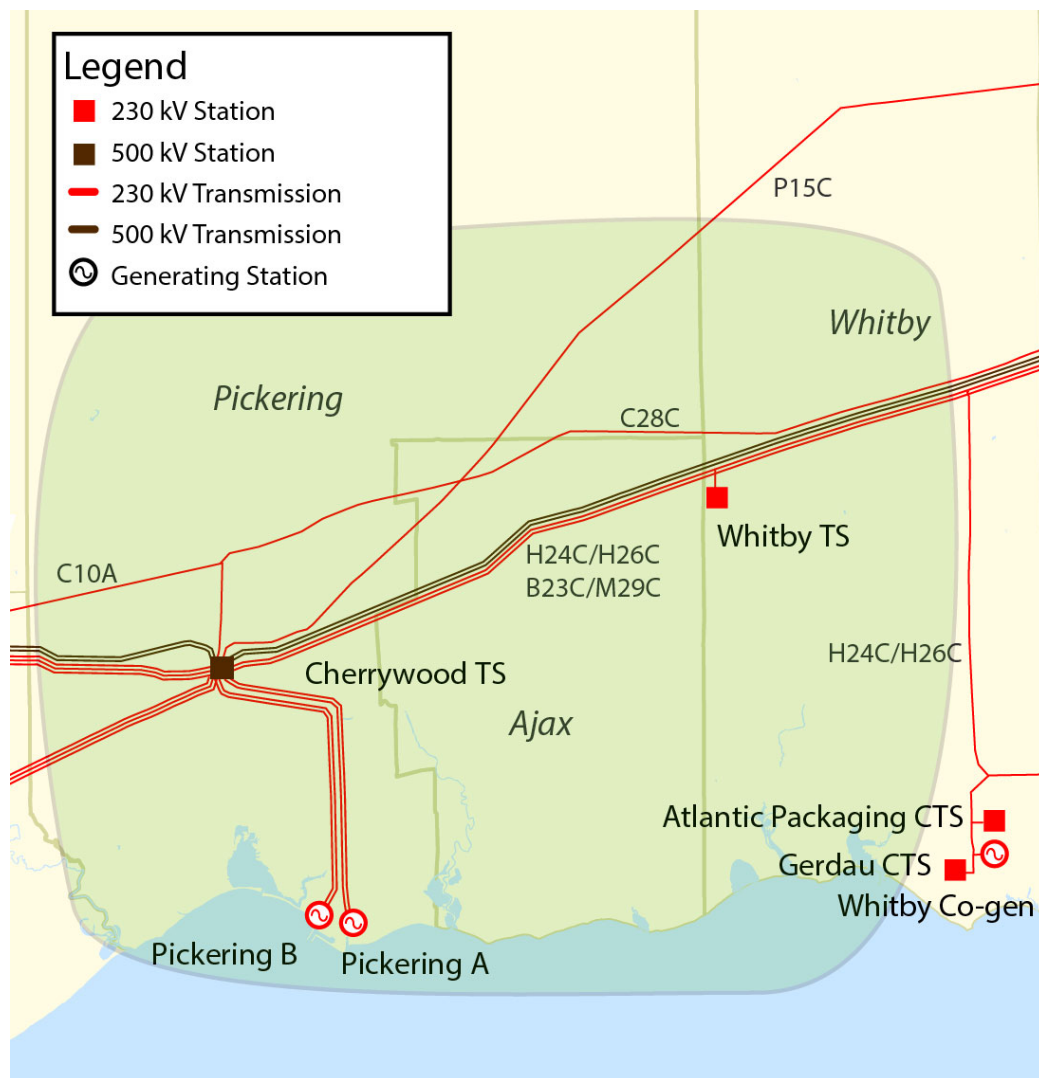 Legend
230 kV Station
500 kV Station
230 kV Transmission
500 kV Transmission
Generating Station
P15C
Whitby
Pickering
C28C
Whitby TS
H24C/H26C
B23C/M29C
C10A
H24C/H26C
Cherrywood TS
Ajax
Atlantic Packaging CTS
Gerdau CTS
Whitby Co-gen
Pickering B
Pickering A